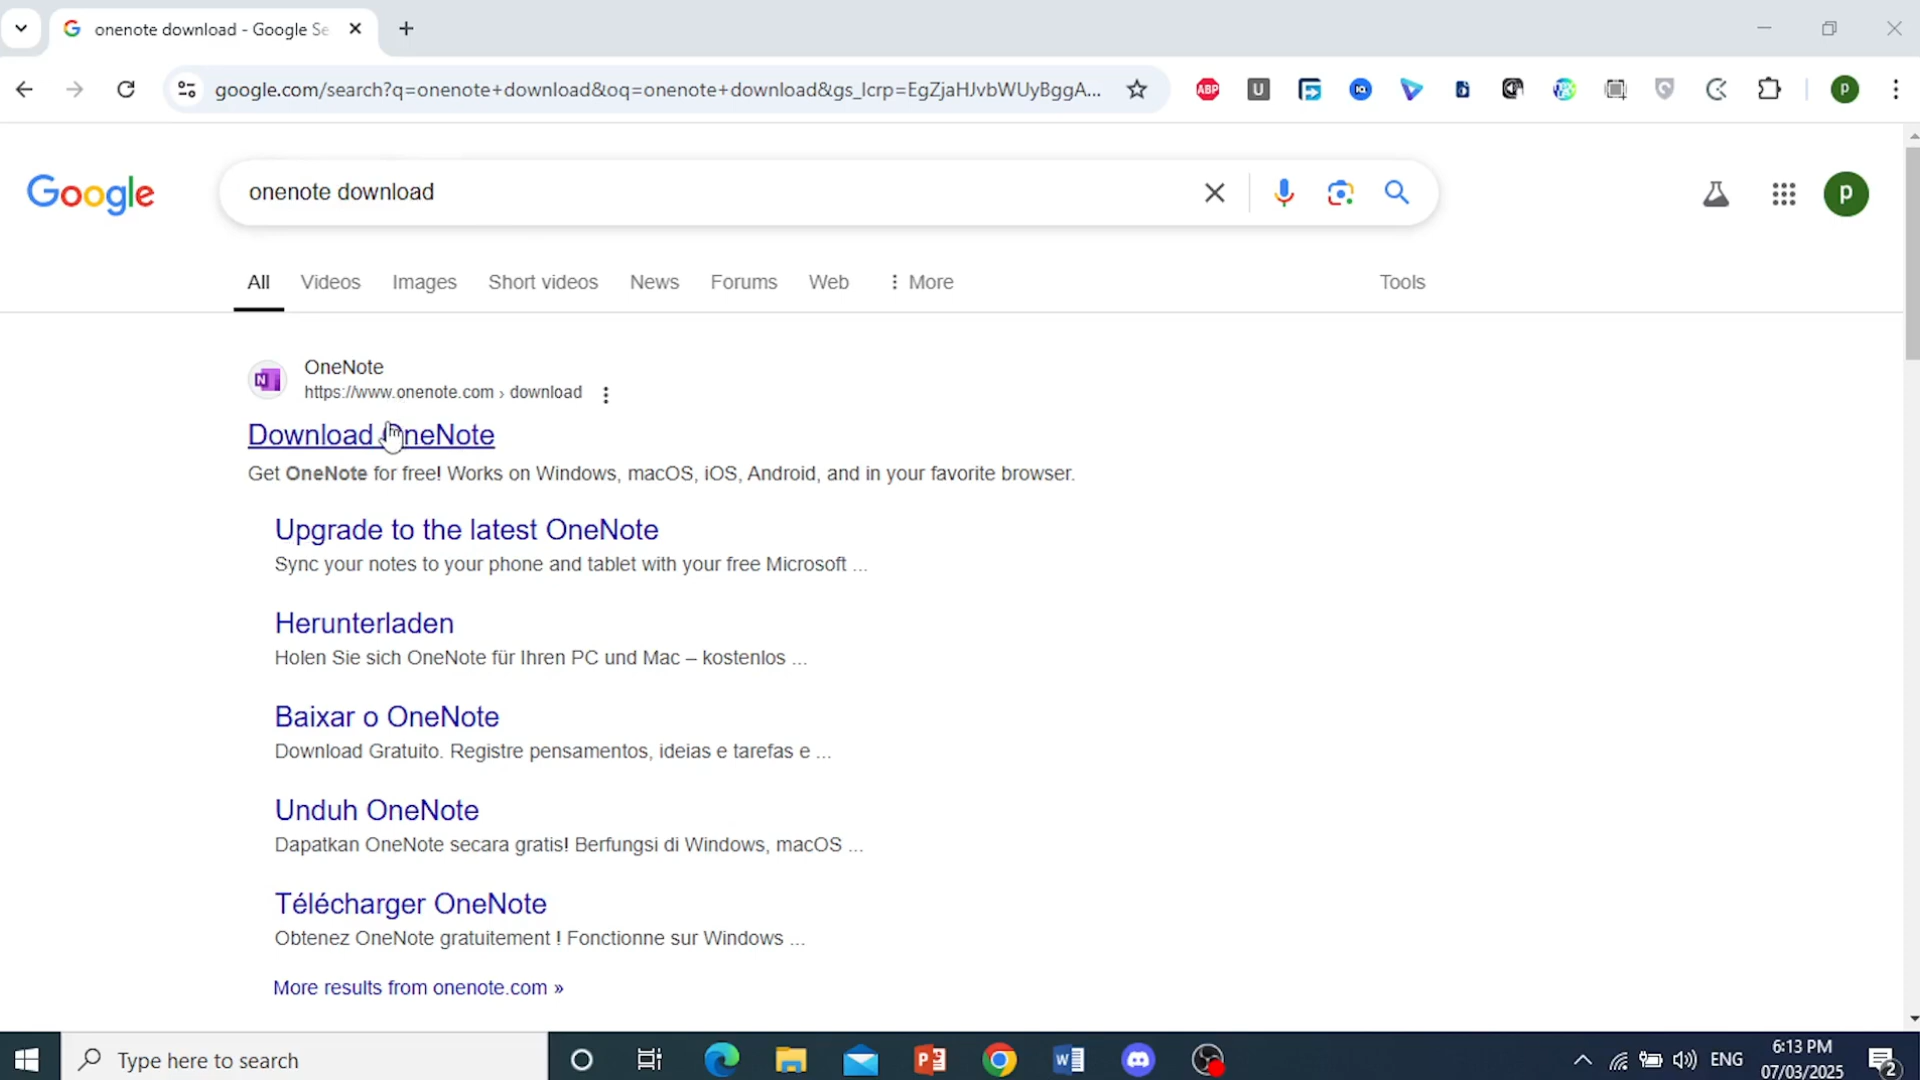 onenote download - Google Se
google.com/search?q=onenote+download&oq=onenote+download&gs_lcrp=EgZjaHJvbWUyBggA...
ABP
U
IQ
p
Google
onenote download
p
All Videos Images Short videos News Forums Web More Tools
N
OneNote
https://www.onenote.com › download
Download OneNote
Get OneNote for free! Works on Windows, macOS, iOS, Android, and in your favorite browser.
Upgrade to the latest OneNote
Sync your notes to your phone and tablet with your free Microsoft ...
Herunterladen
Holen Sie sich OneNote für Ihren PC und Mac – kostenlos ...
Baixar o OneNote
Download Gratuito. Registre pensamentos, ideias e tarefas e ...
Unduh OneNote
Dapatkan OneNote secara gratis! Berfungsi di Windows, macOS ...
Télécharger OneNote
Obtenez OneNote gratuitement ! Fonctionne sur Windows ...
More results from onenote.com »
Type here to search
ENG
6:13 PM
07/03/2025
2